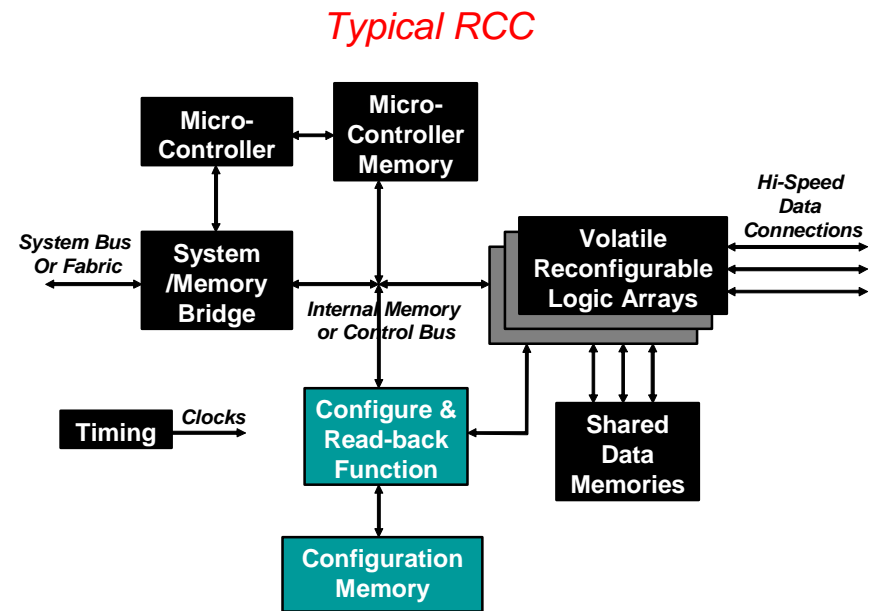 Typical RCC
Micro-
Controller
Micro-
Controller
Memory
Hi-Speed
Data
Connections
System Bus
Or Fabric
System
/Memory
Bridge
Volatile
Reconfigurable
Logic Arrays
Internal Memory
or Control Bus
Timing
Clocks
Configure &
Read-back
Function
Shared
Data
Memories
Configuration
Memory